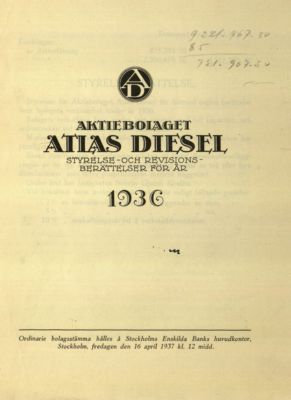 AD
AKTIEBOLAGET
ATLAS DIESEL
STYRELSE-OCH REVISIONS-
BERÄTTELSER FÖR ÅR
1936
Ordinarie bolagsstämma hålles å Stockholms Enskilda Banks huvudkontor,
Stockholm, fredagen den 16 april 1937 kl. 12 midd.